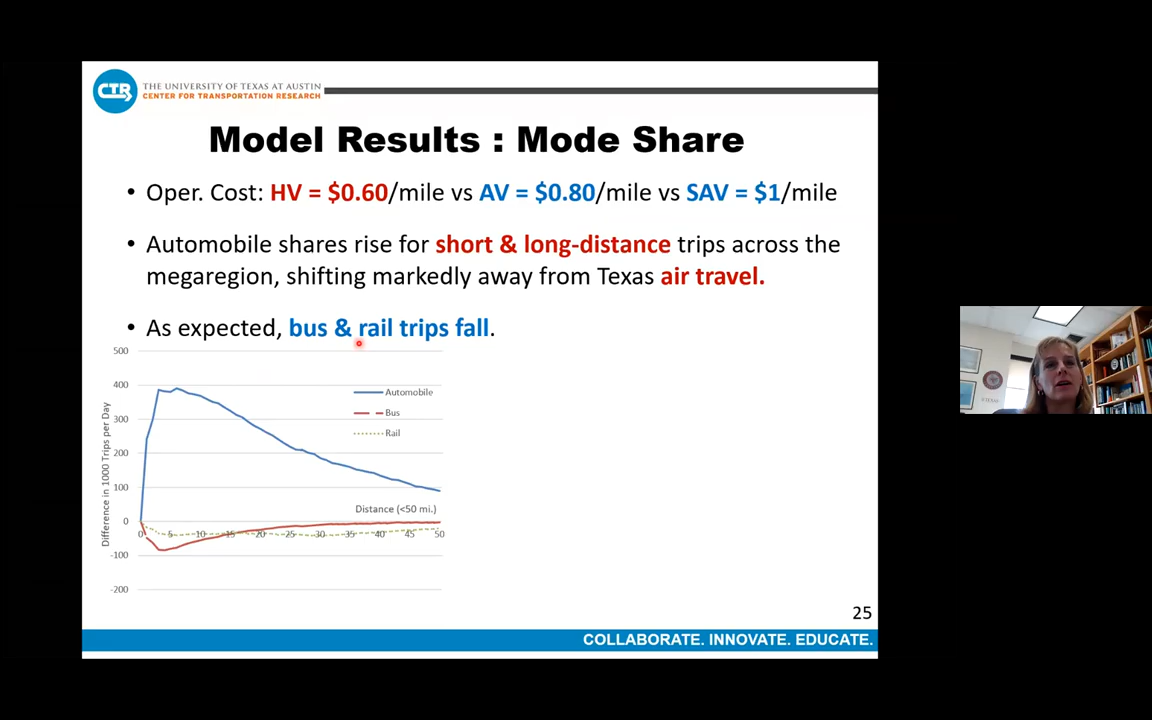 CTR
THE UNIVERSITY OF TEXAS AT AUSTIN
CENTER FOR TRANSPORTATION RESEARCH
Model Results : Mode Share
• Oper. Cost: HV = $0.60/mile vs AV = $0.80/mile vs SAV = $1/mile
• Automobile shares rise for short & long-distance trips across the
megaregion, shifting markedly away from Texas air travel.
• As expected, bus & rail trips fall.
Difference in 1000 Trips per Day
500
400
300
200
100
0
-100
-200
Automobile
Bus
Rail
Distance (<50 mi.)
0 5 10 15 20 25 30 35 40 45 50
25
COLLABORATE. INNOVATE. EDUCATE.